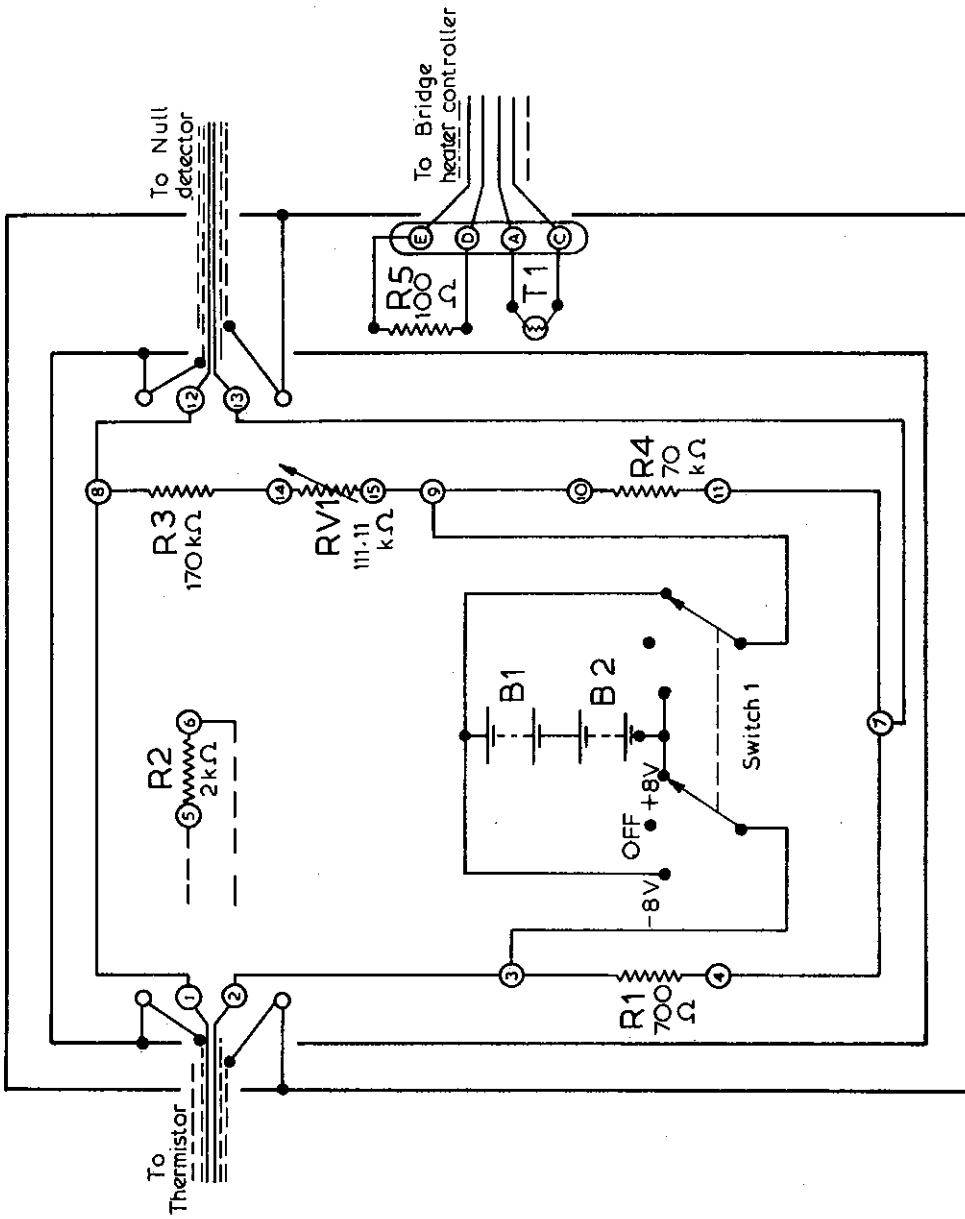 To Null
detector
To Bridge
heater controller
To
Thermistor
12
13
E
D
A
C
R5
100
Ω
T1
8
R3
170kΩ
14
RV1
111·11
kΩ
15
9
10
R4
70
kΩ
11
1
2
5
R2
2kΩ
6
B1
B2
-8V
OFF
+8V
Switch 1
3
R1
700
Ω
4
7